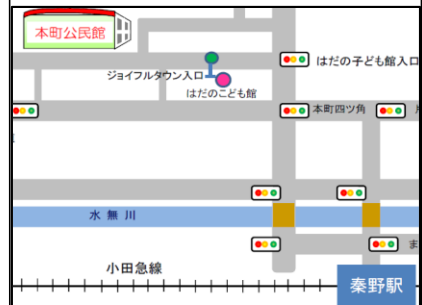 本町公民館
はだの子ども館入口
ジョイフルタウン入口
はだのこども館
本町四ツ角
水無川
小田急線
ま
秦野駅